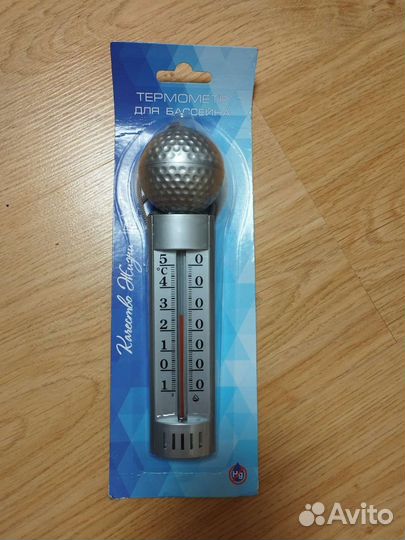 ТЕРМОМЕТР
ДЛЯ БАССЕЙНА
Качество Жизни
5 0
°C
4 0
3 0
2 0
1 0
0 0
1 0
Hg
Avito